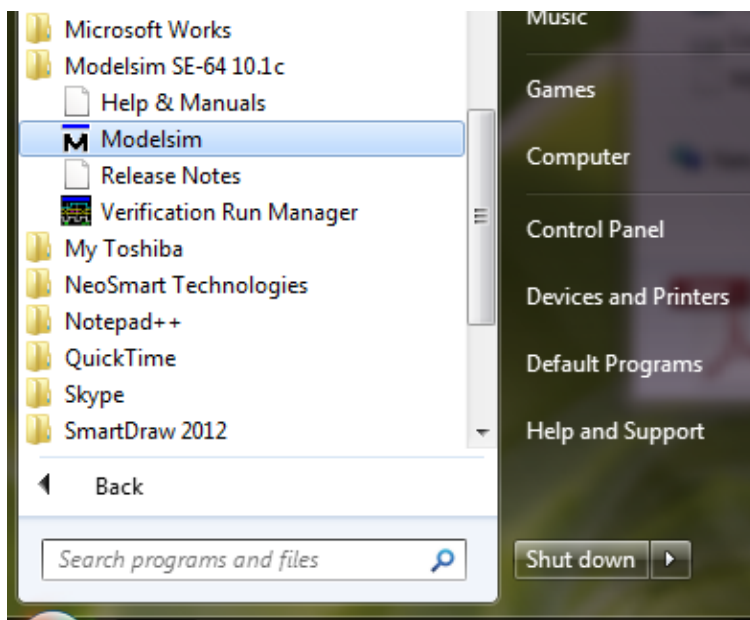 Microsoft Works
Modelsim SE-64 10.1c
Help & Manuals
Modelsim
Release Notes
Verification Run Manager
My Toshiba
NeoSmart Technologies
Notepad++
QuickTime
Skype
SmartDraw 2012
Back
Search programs and files
Music
Games
Computer
Control Panel
Devices and Printers
Default Programs
Help and Support
Shut down